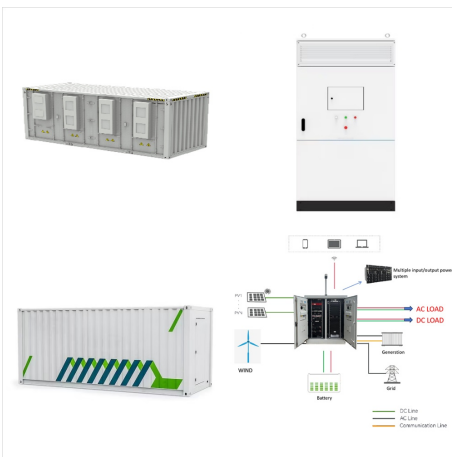 Multiple input/output power
system
PV1
PVn
AC LOAD
DC LOAD
WIND
Generation
Battery
Grid
DC Line
AC Line
Communication Line